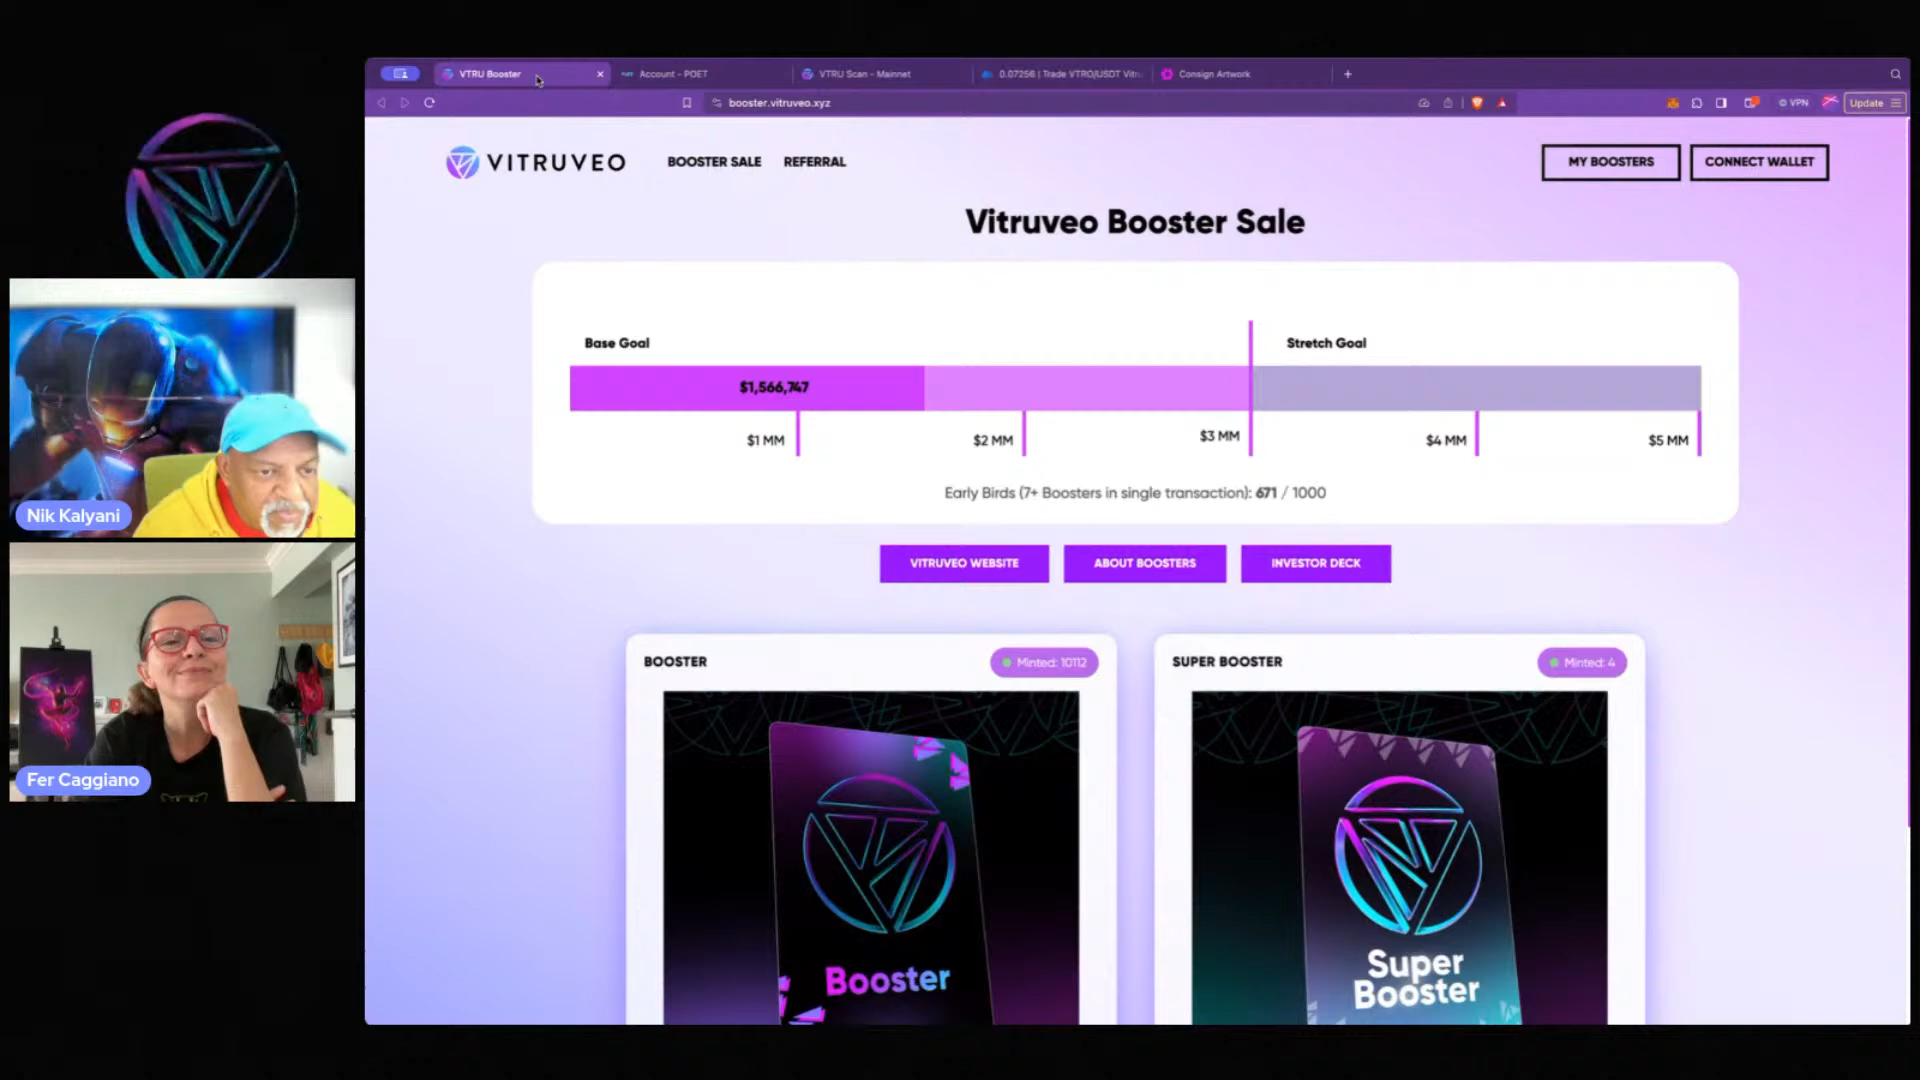 VTRU Booster
Account - POET
VTRU Scan - Mainnet
0.07256 | Trade VTRO/USDT Vitru
Consign Artwork
booster.vitruveo.xyz
VPN
Update
VITRUVEO
BOOSTER SALE
REFERRAL
MY BOOSTERS
CONNECT WALLET
Vitruveo Booster Sale
Base Goal
Stretch Goal
$1,566,747
$1 MM
$2 MM
$3 MM
$4 MM
$5 MM
Early Birds (7+ Boosters in single transaction): 671 / 1000
VITRUVEO WEBSITE
ABOUT BOOSTERS
INVESTOR DECK
BOOSTER
Minted: 10112
SUPER BOOSTER
Minted: 4
Booster
Super
Booster
Nik Kalyani
Fer Caggiano